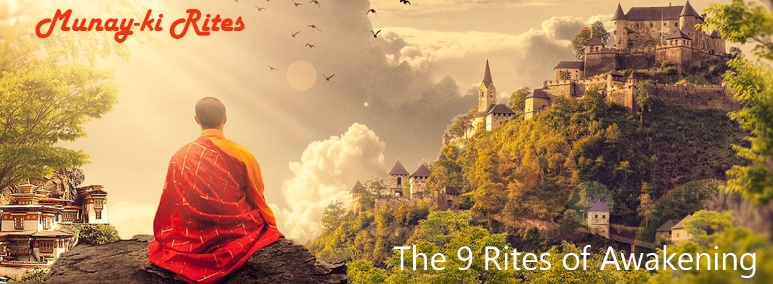 Munay-ki Rites
The 9 Rites of Awakening